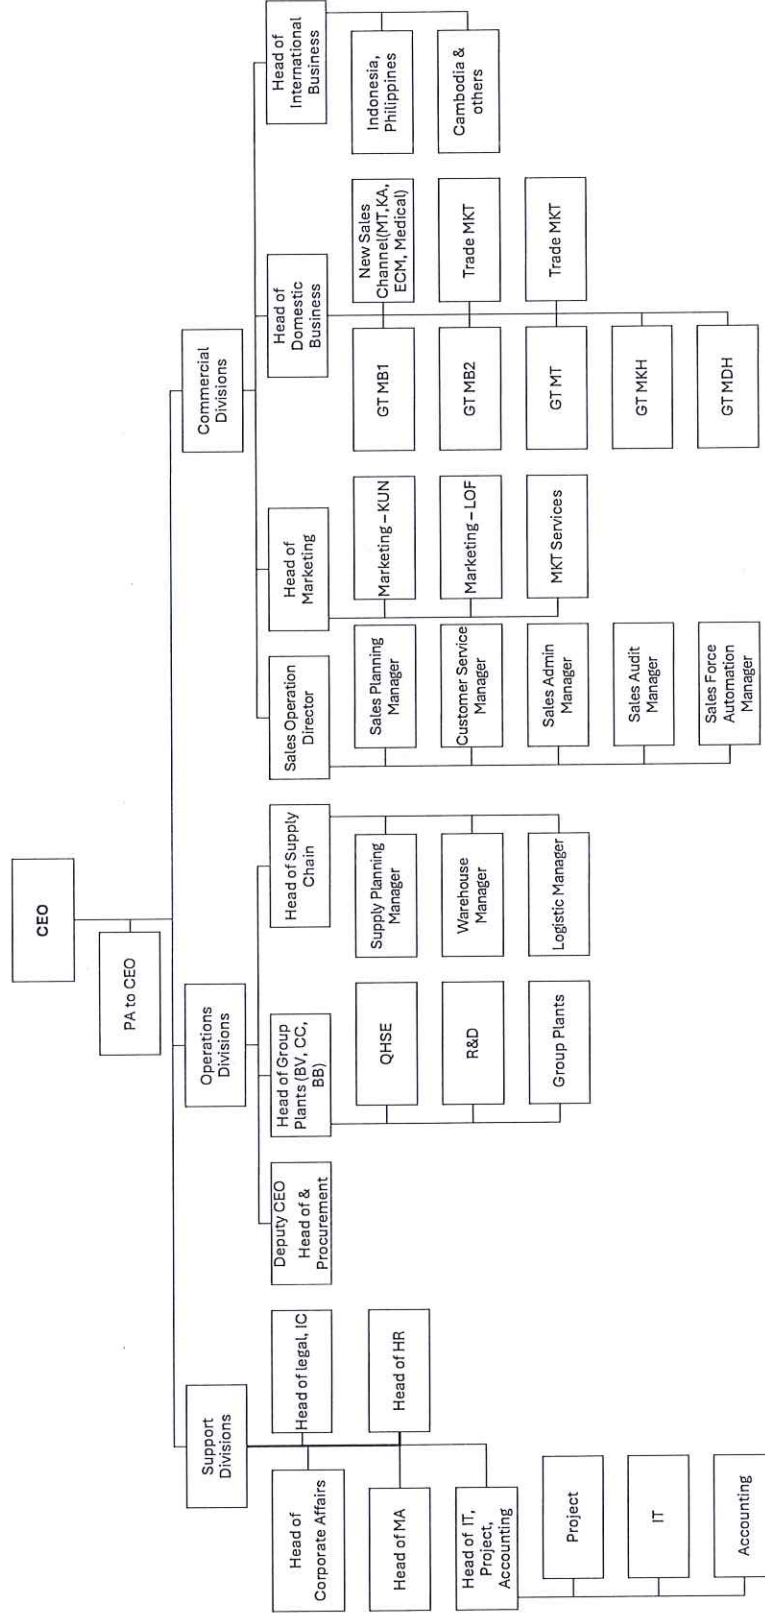 CEO
PA to CEO
Support
Divisions
Operations
Divisions
Commercial
Divisions
Head of
Corporate Affairs
Head of legal, IC
Head of MA
Head of HR
Head of IT,
Project,
Accounting
Project
IT
Accounting
Deputy CEO
Head of &
Procurement
Head of Group
Plants (BV, CC,
BB)
QHSE
R&D
Group Plants
Head of Supply
Chain
Supply Planning
Manager
Warehouse
Manager
Logistic Manager
Sales Operation
Director
Sales Planning
Manager
Customer Service
Manager
Sales Admin
Manager
Sales Audit
Manager
Sales Force
Automation
Manager
Head of
Marketing
Marketing – KUN
Marketing – LOF
MKT Services
Head of
Domestic
Business
GT MB1
New Sales
Channel(MT,KA,
ECM, Medical)
GT MB2
Trade MKT
GT MT
Trade MKT
GT MKH
GT MDH
Head of
International
Business
Indonesia,
Philippines
Cambodia &
others